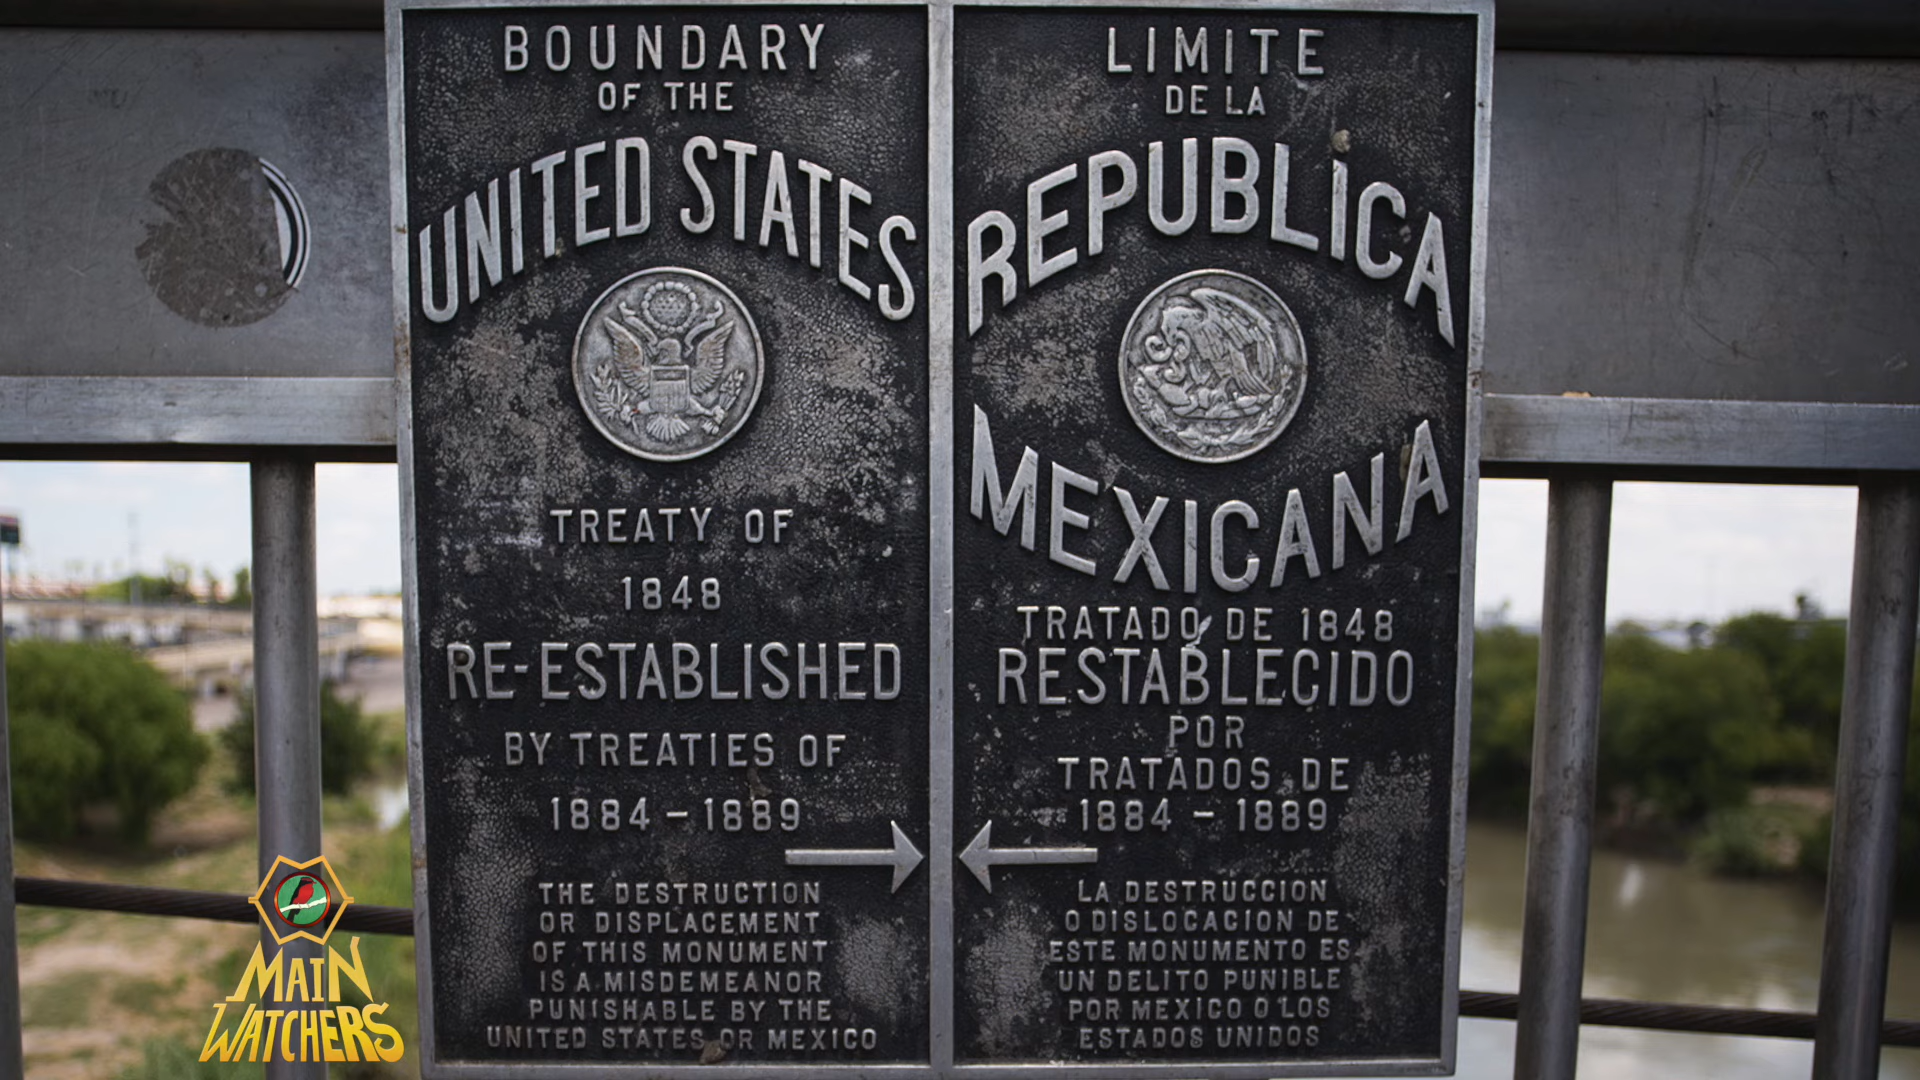 BOUNDARY
OF THE
UNITED STATES
TREATY OF
1848
RE-ESTABLISHED
BY TREATIES OF
1884 - 1889
THE DESTRUCTION
OR DISPLACEMENT
OF THIS MONUMENT
IS A MISDEMEANOR
PUNISHABLE BY THE
UNITED STATES OR MEXICO
LIMITE
DE LA
REPUBLICA
MEXICANA
TRATADO DE 1848
RESTABLECIDO
POR
TRATADOS DE
1884 - 1889
LA DESTRUCCION
O DISLOCACION DE
ESTE MONUMENTO ES
UN DELITO PUNIBLE
POR MEXICO O LOS
ESTADOS UNIDOS
MAIN
WATCHERS